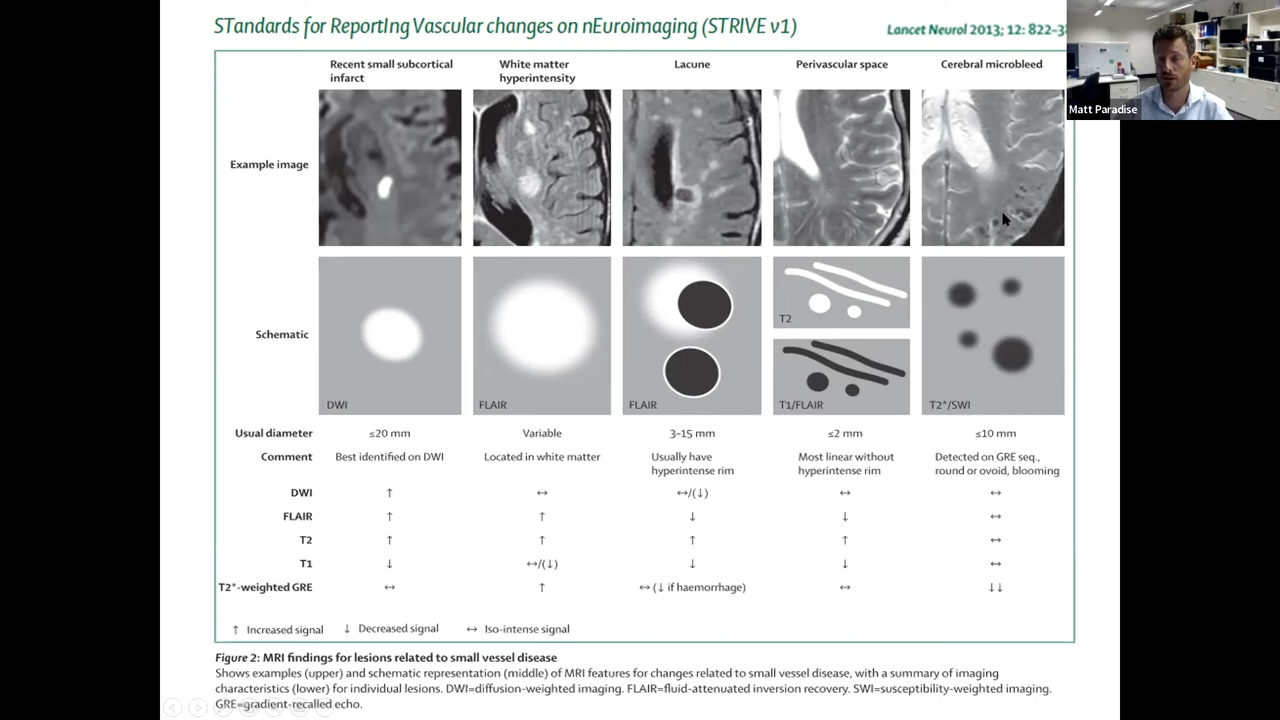 STandards for ReportIng Vascular changes on nEuroimaging (STRIVE v1)
Lancet Neurol 2013; 12: 822–3
Matt Paradise
Recent small subcortical infarct
White matter hyperintensity
Lacune
Perivascular space
Cerebral microbleed
Example image
Schematic
DWI
FLAIR
FLAIR
T2
T1/FLAIR
T2*/SWI
Usual diameter ≤20 mm Variable 3–15 mm ≤2 mm ≤10 mm
Comment Best identified on DWI Located in white matter Usually have hyperintense rim Most linear without hyperintense rim Detected on GRE seq., round or ovoid, blooming
DWI ↑ ↔ ↔/(↓) ↔ ↔
FLAIR ↑ ↑ ↓ ↓ ↔
T2 ↑ ↑ ↑ ↑ ↔
T1 ↓ ↔/(↓) ↓ ↓ ↔
T2*-weighted GRE ↔ ↑ ↔ (↓ if haemorrhage) ↔ ↓↓
↑ Increased signal ↓ Decreased signal ↔ Iso-intense signal
Figure 2: MRI findings for lesions related to small vessel disease
Shows examples (upper) and schematic representation (middle) of MRI features for changes related to small vessel disease, with a summary of imaging
characteristics (lower) for individual lesions. DWI=diffusion-weighted imaging. FLAIR=fluid-attenuated inversion recovery. SWI=susceptibility-weighted imaging.
GRE=gradient-recalled echo.